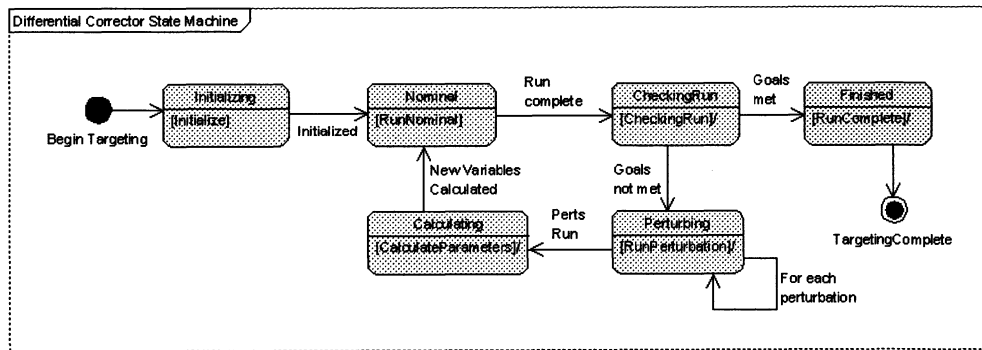 Differential Corrector State Machine
Begin Targeting
Initializing
[Initialize]
Initialized
Nominal
[RunNominal]
Run
complete
CheckingRun
[CheckingRun]/
Goals
met
Finished
[RunComplete]/
TargetingComplete
Goals
not met
Perturbing
[RunPerturbation]/
For each
perturbation
Perts
Run
Calculating
[CalculateParameters]/
New Variables
Calculated